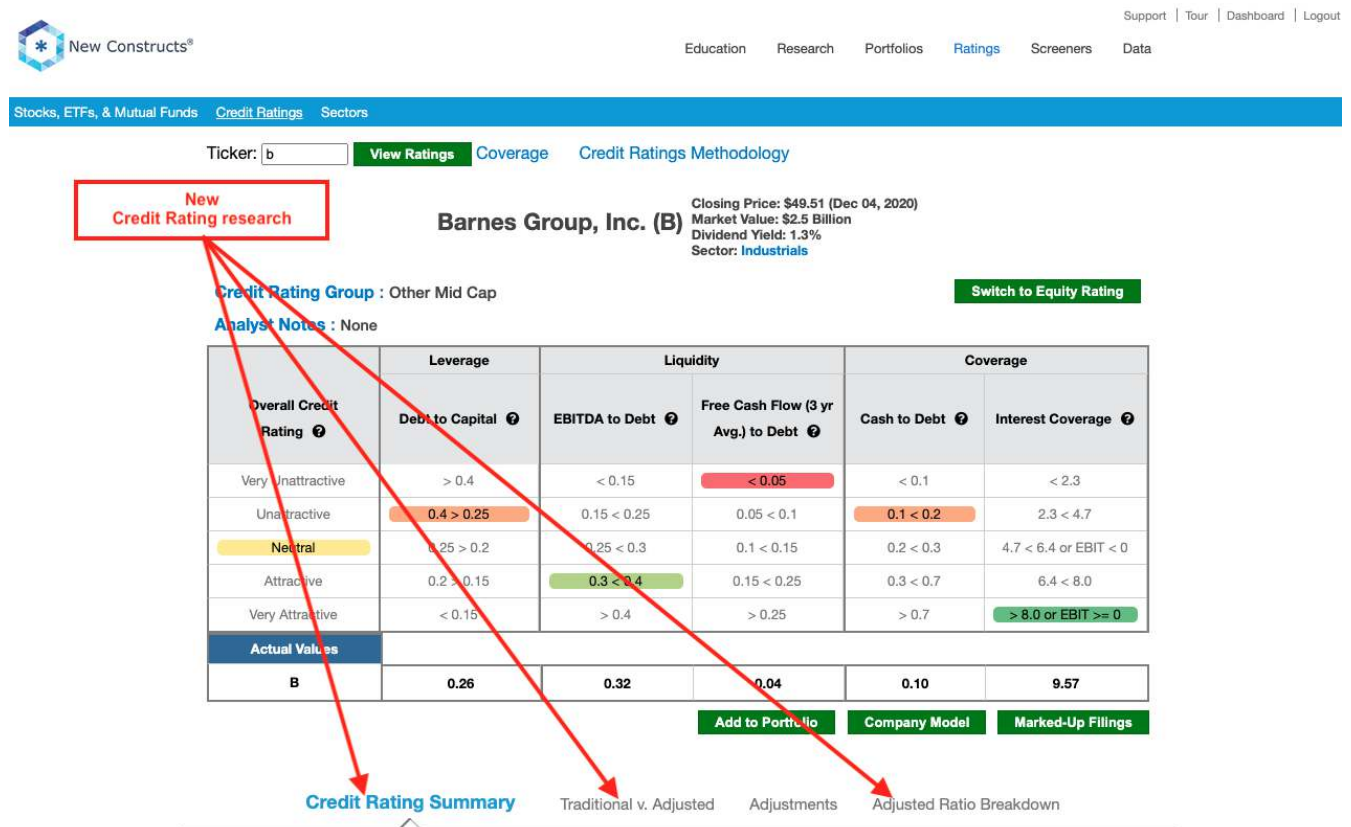 Support | Tour | Dashboard | Logout
New Constructs®
Education Research Portfolios Ratings Screeners Data
Stocks, ETFs, & Mutual Funds Credit Ratings Sectors
Ticker: b View Ratings Coverage Credit Ratings Methodology
New
Credit Rating research
Barnes Group, Inc. (B)
Closing Price: $49.51 (Dec 04, 2020)
Market Value: $2.5 Billion
Dividend Yield: 1.3%
Sector: Industrials
Credit Rating Group : Other Mid Cap
Switch to Equity Rating
Analyst Notes : None
Leverage Liquidity Coverage
Overall Credit
Rating
Debt to Capital
EBITDA to Debt
Free Cash Flow (3 yr
Avg.) to Debt
Cash to Debt
Interest Coverage
Very Unattractive > 0.4 < 0.15 < 0.05 < 0.1 < 2.3
Unattractive 0.4 > 0.25 0.15 < 0.25 0.05 < 0.1 0.1 < 0.2 2.3 < 4.7
Neutral 0.25 > 0.2 0.25 < 0.3 0.1 < 0.15 0.2 < 0.3 4.7 < 6.4 or EBIT < 0
Attractive 0.2 > 0.15 0.3 < 0.4 0.15 < 0.25 0.3 < 0.7 6.4 < 8.0
Very Attractive < 0.15 > 0.4 > 0.25 > 0.7 > 8.0 or EBIT >= 0
Actual Values
B 0.26 0.32 0.04 0.10 9.57
Add to Portfolio Company Model Marked-Up Filings
Credit Rating Summary Traditional v. Adjusted Adjustments Adjusted Ratio Breakdown